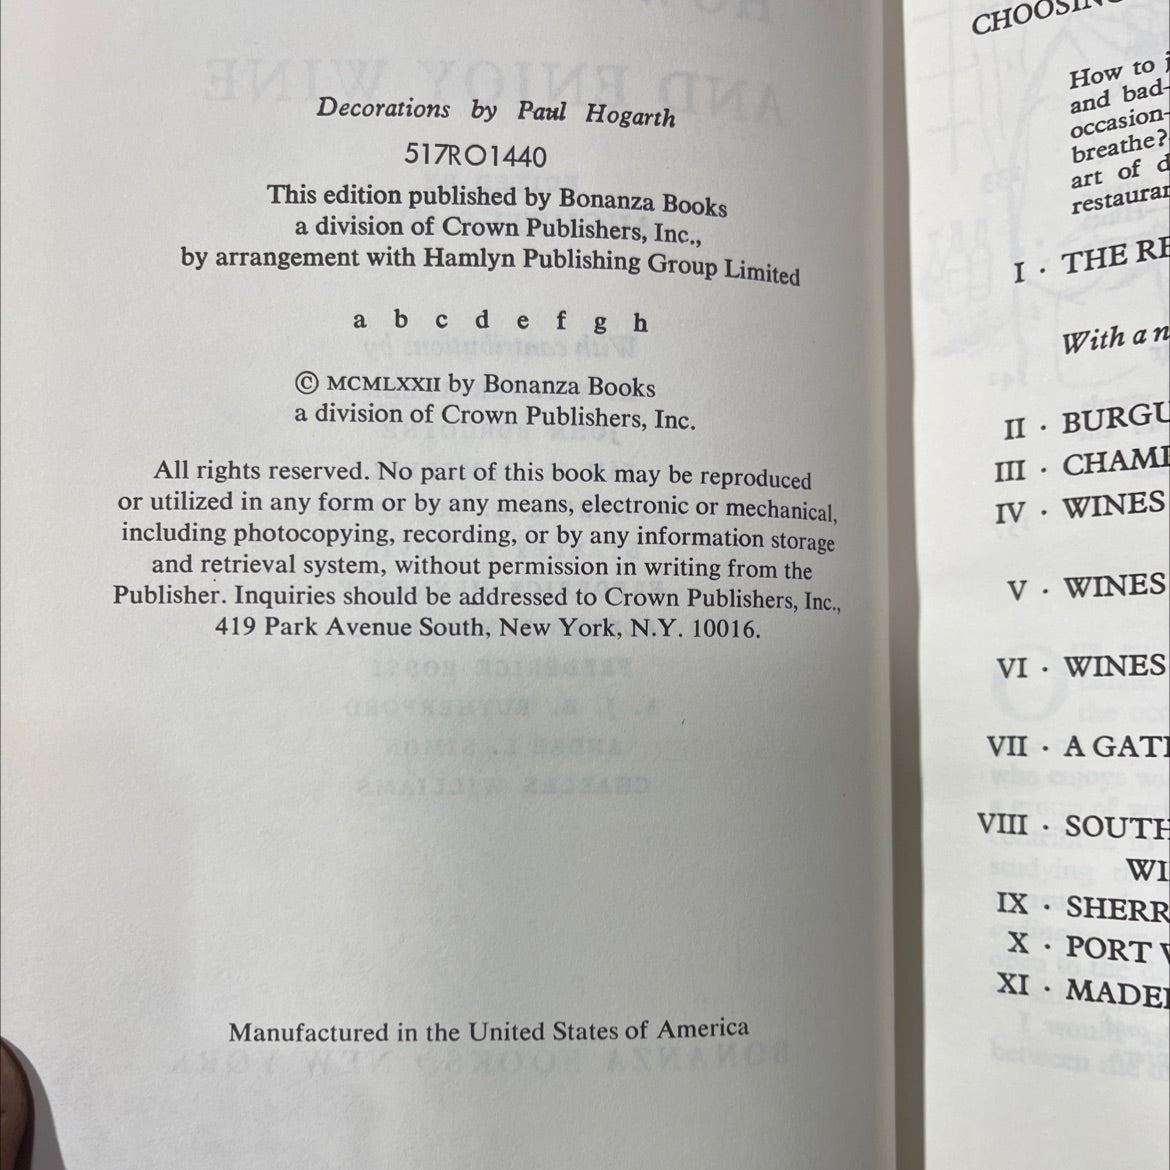 Decorations by Paul Hogarth
517RO1440
This edition published by Bonanza Books
a division of Crown Publishers, Inc.,
by arrangement with Hamlyn Publishing Group Limited
a b c d e f g h
© MCMLXXII by Bonanza Books
a division of Crown Publishers, Inc.
All rights reserved. No part of this book may be reproduced
or utilized in any form or by any means, electronic or mechanical,
including photocopying, recording, or by any information storage
and retrieval system, without permission in writing from the
Publisher. Inquiries should be addressed to Crown Publishers, Inc.,
419 Park Avenue South, New York, N.Y. 10016.
Manufactured in the United States of America
How to
and bad-
occasion-
breathe?
art of d
restauran
I · THE RE
With an
II · BURGU
III · CHAM
IV · WINES
V · WINES
VI · WINES
VII · A GAT
VIII · SOUTH
WI
IX · SHERR
X · PORT
XI · MADE